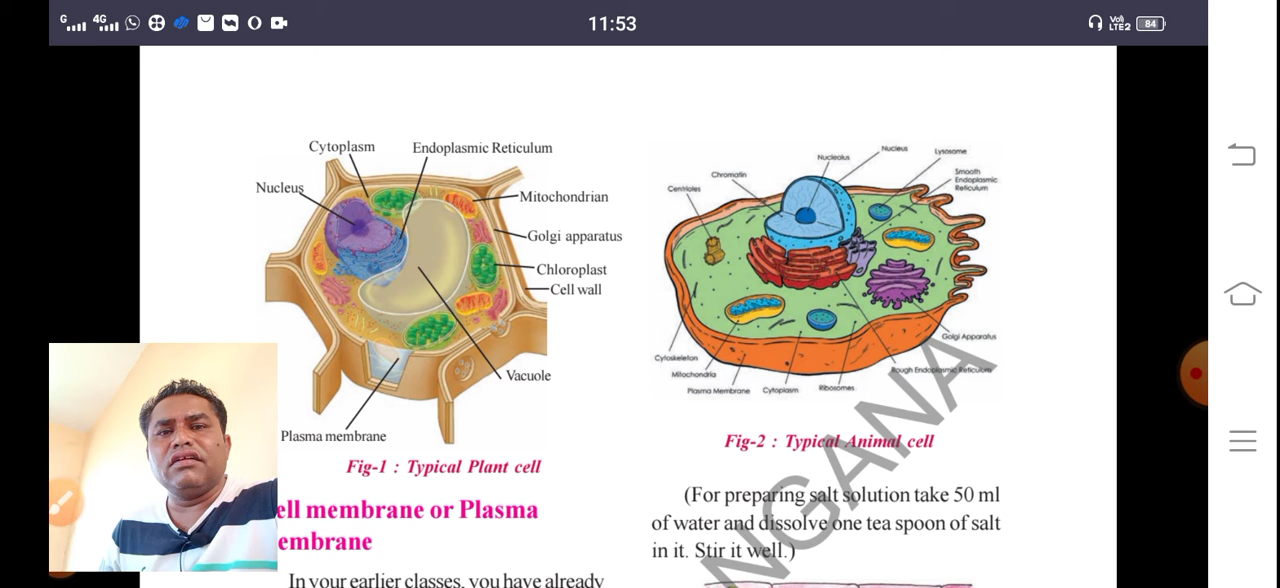 G 4G 11:53 VoLTE2 84
Cytoplasm
Endoplasmic Reticulum
Nucleus
Mitochondrian
Golgi apparatus
Chloroplast
Cell wall
Vacuole
Plasma membrane
Fig-1 : Typical Plant cell
ell membrane or Plasma
embrane
In your earlier classes, you have already
Nucleolus
Nucleus
Lysosome
Chromatin
Smooth
Endoplasmic
Reticulum
Centrioles
Golgi Apparatus
Cytoskeleton
Mitochondria
Rough Endoplasmic Reticulum
Plasma Membrane
Cytoplasm
Ribosomes
Fig-2 : Typical Animal cell
(For preparing salt solution take 50 ml
of water and dissolve one tea spoon of salt
in it. Stir it well.)
NGANA